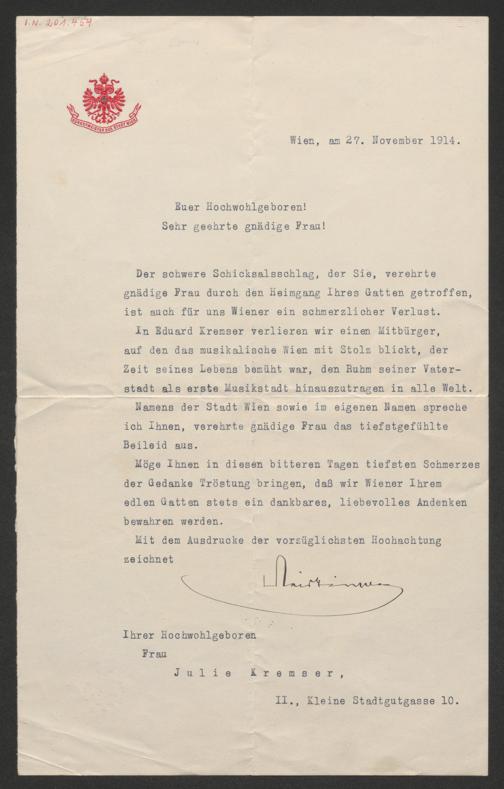 I.N. 201.454
BÜRGERMEISTER DER STADT WIEN
Wien, am 27. November 1914.
Euer Hochwohlgeboren!
Sehr geehrte gnädige Frau!
Der schwere Schicksalsschlag, der Sie, verehrte
gnädige Frau durch den Heimgang Ihres Gatten getroffen,
ist auch für uns Wiener ein schmerzlicher Verlust.
In Eduard Kremser verlieren wir einen Mitbürger,
auf den das musikalische Wien mit Stolz blickt, der
Zeit seines Lebens bemüht war, den Ruhm seiner Vater-
stadt als erste Musikstadt hinauszutragen in alle Welt.
Namens der Stadt Wien sowie im eigenen Namen spreche
ich Ihnen, verehrte gnädige Frau das tiefstgefühlte
Beileid aus.
Möge Ihnen in diesen bitteren Tagen tiefsten Schmerzes
der Gedanke Tröstung bringen, daß wir Wiener Ihrem
edlen Gatten stets ein dankbares, liebevolles Andenken
bewahren werden.
Mit dem Ausdrucke der vorzüglichsten Hochachtung
zeichnet
Ihrer Hochwohlgeboren
Frau
Julie Kremser,
II., Kleine Stadtgutgasse 10.